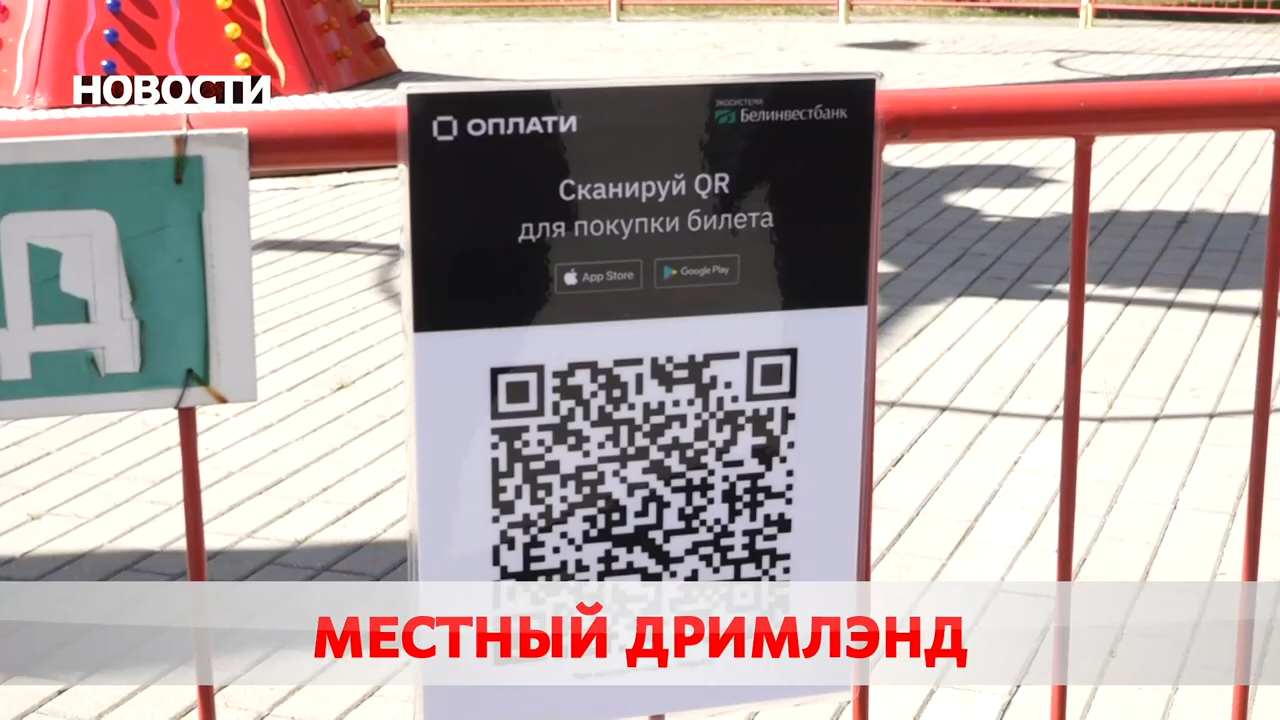 НОВОСТИ
ОПЛАТИ
ЭКОСИСТЕМА
Белинвестбанк
Сканируй QR
для покупки билета
App Store
Google Play
Д
МЕСТНЫЙ ДРИМЛЭНД